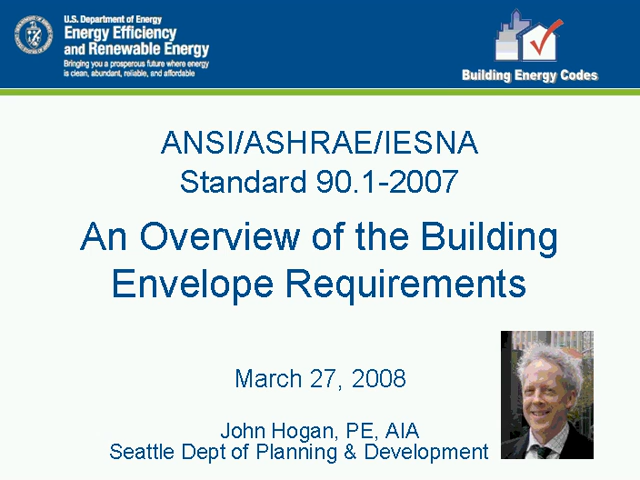 U.S. Department of Energy
Energy Efficiency
and Renewable Energy
Bringing you a prosperous future where energy
is clean, abundant, reliable, and affordable
Building Energy Codes
ANSI/ASHRAE/IESNA
Standard 90.1-2007
An Overview of the Building
Envelope Requirements
March 27, 2008
John Hogan, PE, AIA
Seattle Dept of Planning & Development